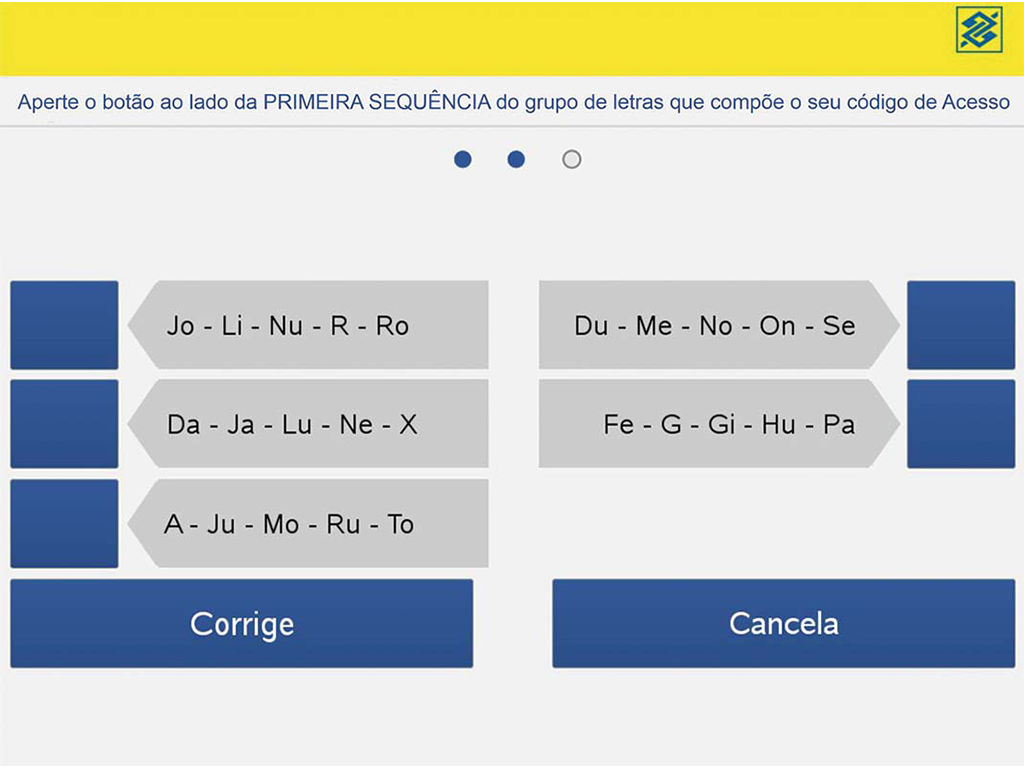 Aperte o botão ao lado da PRIMEIRA SEQUÊNCIA do grupo de letras que compõe o seu código de Acesso
Jo - Li - Nu - R - Ro
Du - Me - No - On - Se
Da - Ja - Lu - Ne - X
Fe - G - Gi - Hu - Pa
A - Ju - Mo - Ru - To
Corrige
Cancela